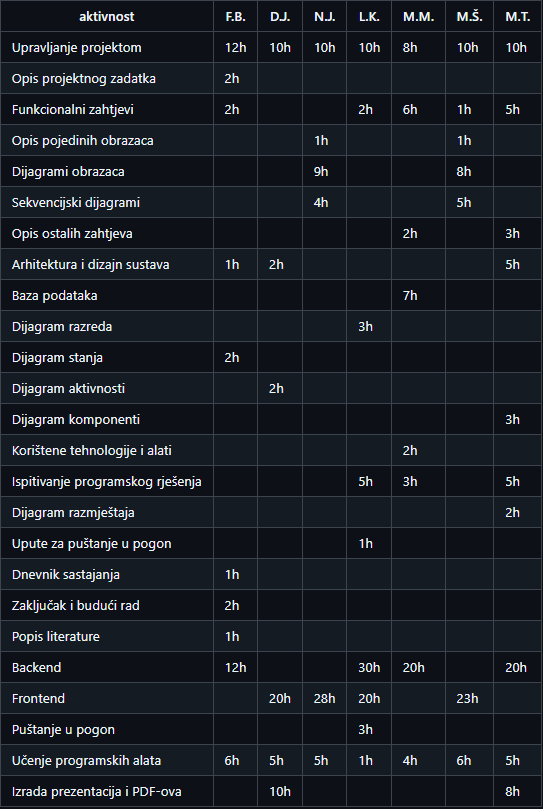 aktivnost F.B. D.J. N.J. L.K. M.M. M.Š. M.T.
Upravljanje projektom 12h 10h 10h 10h 8h 10h 10h
Opis projektnog zadatka 2h
Funkcionalni zahtjevi 2h 2h 6h 1h 5h
Opis pojedinih obrazaca 1h 1h
Dijagrami obrazaca 9h 8h
Sekvencijski dijagrami 4h 5h
Opis ostalih zahtjeva 2h 3h
Arhitektura i dizajn sustava 1h 2h 5h
Baza podataka 7h
Dijagram razreda 3h
Dijagram stanja 2h
Dijagram aktivnosti 2h
Dijagram komponenti 3h
Korištene tehnologije i alati 2h
Ispitivanje programskog rješenja 5h 3h 5h
Dijagram razmještaja 2h
Upute za puštanje u pogon 1h
Dnevnik sastajanja 1h
Zaključak i budući rad 2h
Popis literature 1h
Backend 12h 30h 20h 20h
Frontend 20h 28h 20h 23h
Puštanje u pogon 3h
Učenje programskih alata 6h 5h 5h 1h 4h 6h 5h
Izrada prezentacija i PDF-ova 10h 8h